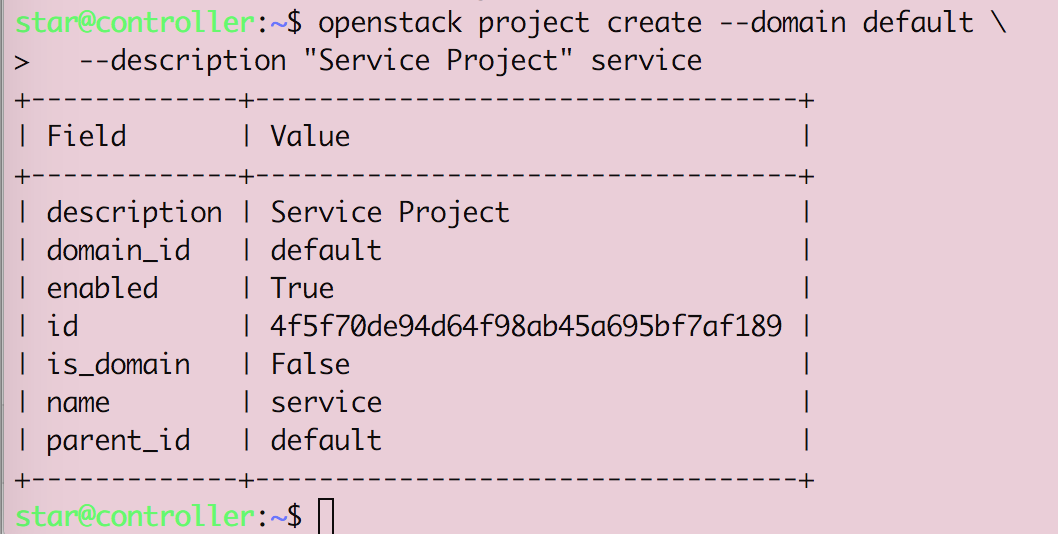 star@controller:~$ openstack project create --domain default \
>   --description "Service Project" service
+-------------+----------------------------------+
| Field       | Value                            |
+-------------+----------------------------------+
| description | Service Project                  |
| domain_id   | default                          |
| enabled     | True                             |
| id          | 4f5f70de94d64f98ab45a695bf7af189 |
| is_domain   | False                            |
| name        | service                          |
| parent_id   | default                          |
+-------------+----------------------------------+
star@controller:~$